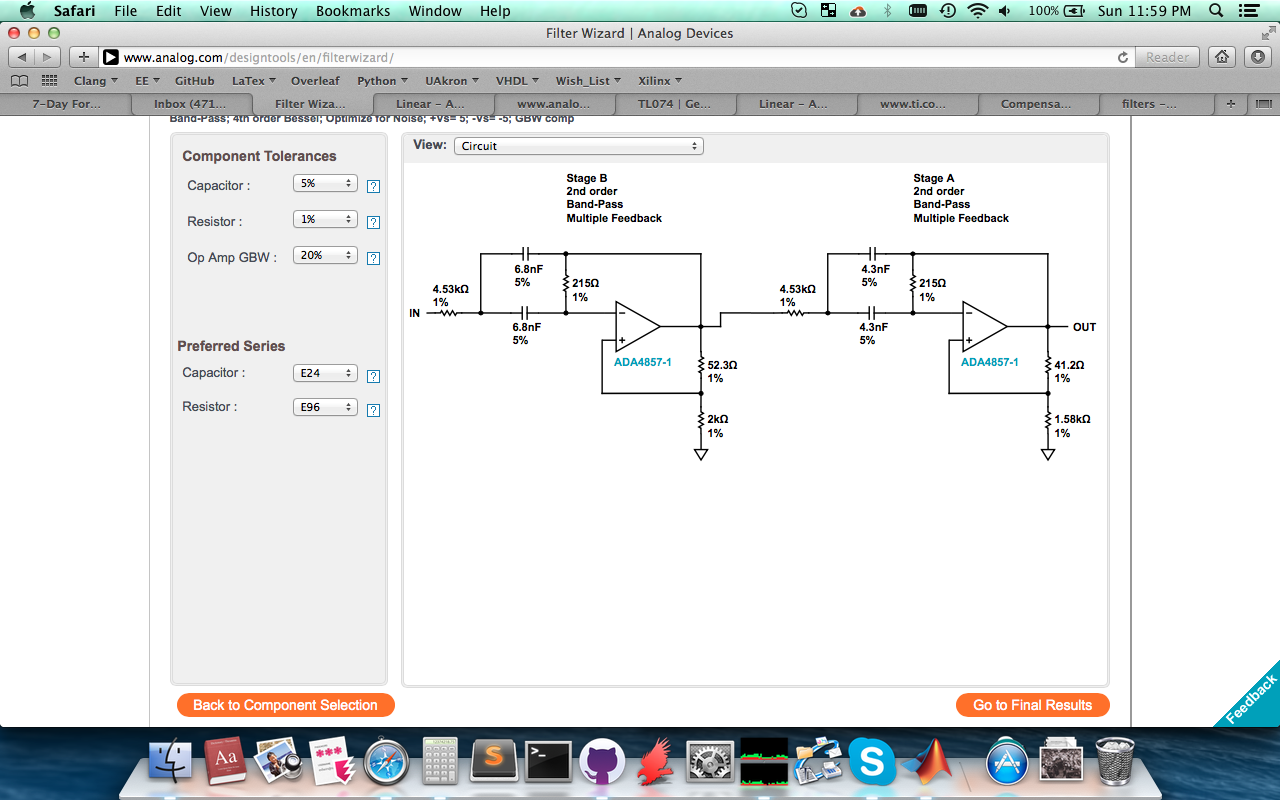 Safari File Edit View History Bookmarks Window Help 100% Sun 11:59 PM
Filter Wizard | Analog Devices
www.analog.com/designtools/en/filterwizard/ Reader
Clang EE GitHub LaTex Overleaf Python UAkron VHDL Wish_List Xilinx
7-Day For... Inbox (471... Filter Wiza... Linear – A... www.analo... TL074 | Ge... Linear – A... www.ti.co... Compensa... filters –...
Band-Pass; 4th order Bessel; Optimize for Noise; +Vs= 5; -Vs= -5; GBW comp
Component Tolerances
Capacitor : 5% ?
Resistor : 1% ?
Op Amp GBW : 20% ?
Preferred Series
Capacitor : E24 ?
Resistor : E96 ?
View: Circuit
Stage B
2nd order
Band-Pass
Multiple Feedback
6.8nF
5%
215Ω
1%
4.53kΩ
1%
IN
6.8nF
5%
−
+
ADA4857-1
52.3Ω
1%
2kΩ
1%
Stage A
2nd order
Band-Pass
Multiple Feedback
4.3nF
5%
215Ω
1%
4.53kΩ
1%
4.3nF
5%
−
+
OUT
ADA4857-1
41.2Ω
1%
1.58kΩ
1%
Back to Component Selection
Go to Final Results
Feedback
Aa
S
>_
S